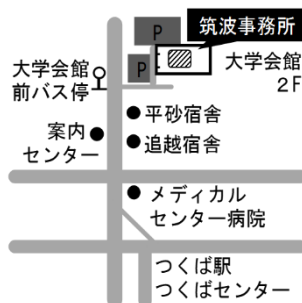 筑波事務所
P
P
大学会館
2F
大学会館
前バス停
平砂宿舎
案内
センター
追越宿舎
メディカル
センター病院
つくば駅
つくばセンター